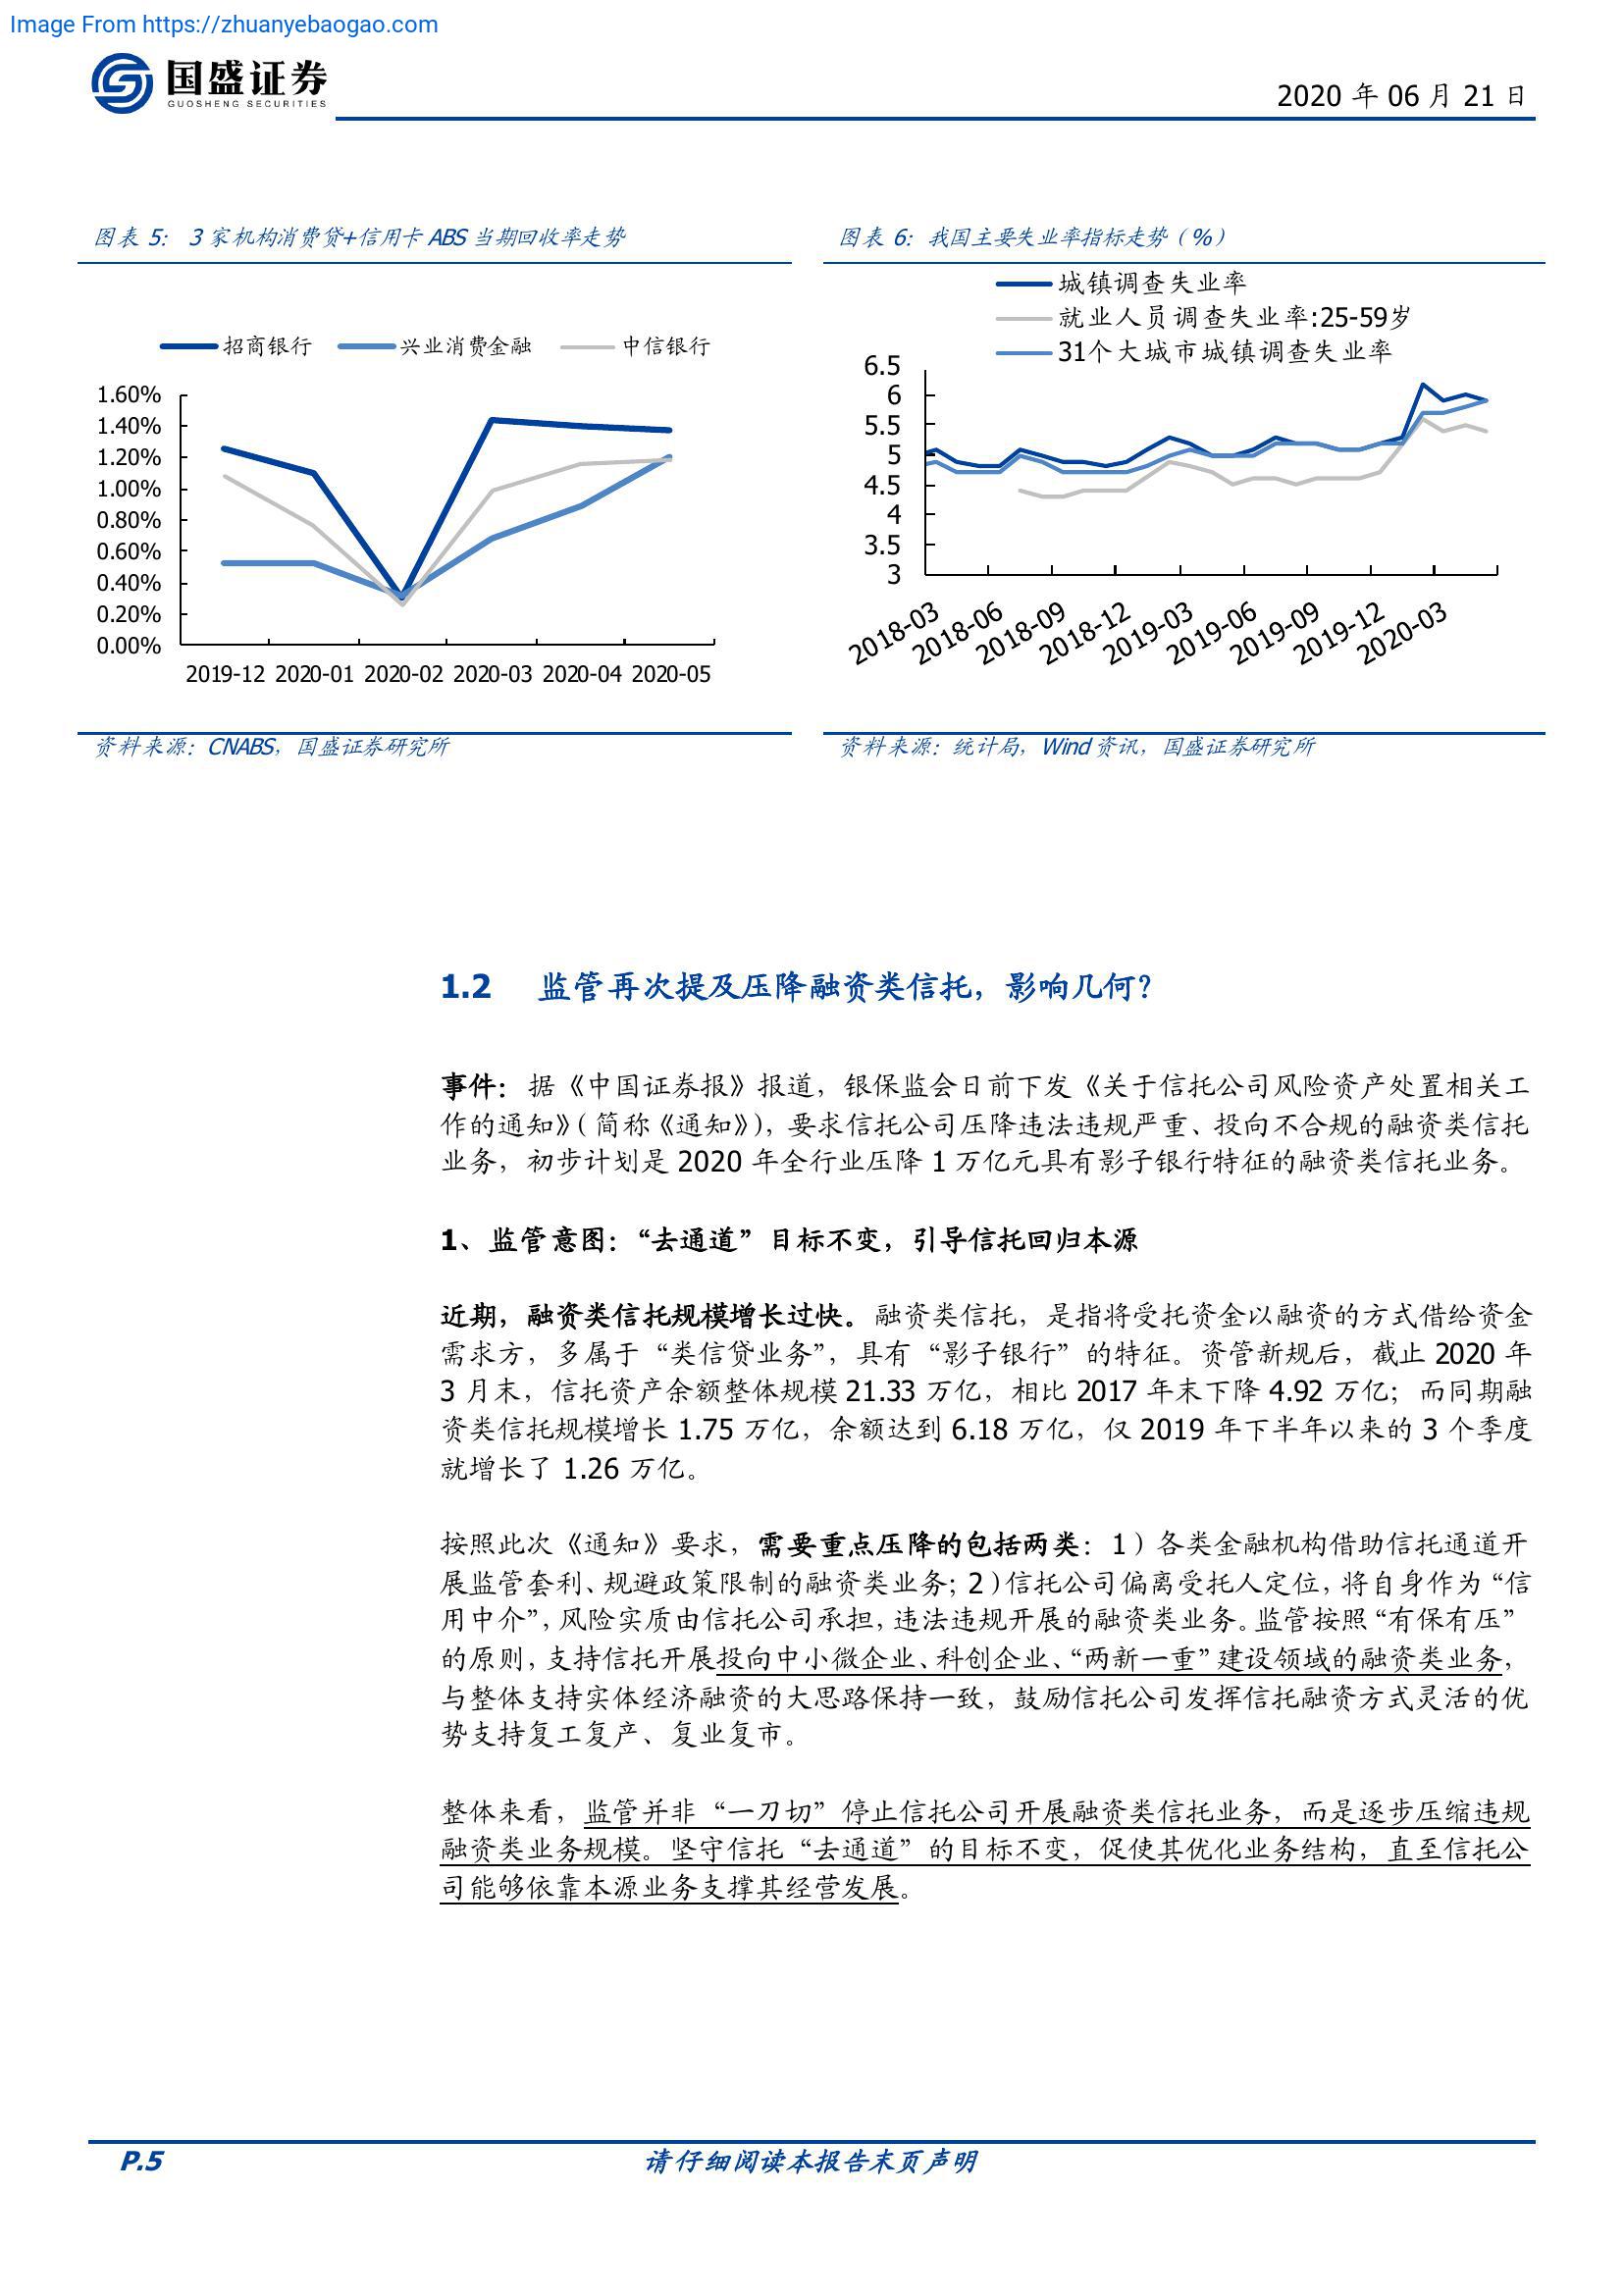 Image From https://zhuanyebaogao.com
国盛证券
GUOSHENG SECURITIES
2020 年 06 月 21 日
图表 5： 3 家机构消费贷+信用卡 ABS 当期回收率走势
招商银行 兴业消费金融 中信银行
1.60%
1.40%
1.20%
1.00%
0.80%
0.60%
0.40%
0.20%
0.00%
2019-12 2020-01 2020-02 2020-03 2020-04 2020-05
资料来源：CNABS，国盛证券研究所
图表 6：我国主要失业率指标走势（%）
城镇调查失业率
就业人员调查失业率:25-59岁
31个大城市城镇调查失业率
6.5
6
5.5
5
4.5
4
3.5
3
2018-03 2018-06 2018-09 2018-12 2019-03 2019-06 2019-09 2019-12 2020-03
资料来源：统计局，Wind 资讯，国盛证券研究所
1.2 监管再次提及压降融资类信托，影响几何？
事件：据《中国证券报》报道，银保监会日前下发《关于信托公司风险资产处置相关工
作的通知》（简称《通知》），要求信托公司压降违法违规严重、投向不合规的融资类信托
业务，初步计划是 2020 年全行业压降 1 万亿元具有影子银行特征的融资类信托业务。
1、监管意图：“去通道”目标不变，引导信托回归本源
近期，融资类信托规模增长过快。融资类信托，是指将受托资金以融资的方式借给资金
需求方，多属于“类信贷业务”，具有“影子银行”的特征。资管新规后，截止 2020 年
3 月末，信托资产余额整体规模 21.33 万亿，相比 2017 年末下降 4.92 万亿；而同期融
资类信托规模增长 1.75 万亿，余额达到 6.18 万亿，仅 2019 年下半年以来的 3 个季度
就增长了 1.26 万亿。
按照此次《通知》要求，需要重点压降的包括两类：1）各类金融机构借助信托通道开
展监管套利、规避政策限制的融资类业务；2）信托公司偏离受托人定位，将自身作为“信
用中介”，风险实质由信托公司承担，违法违规开展的融资类业务。监管按照“有保有压”
的原则，支持信托开展投向中小微企业、科创企业、“两新一重”建设领域的融资类业务，
与整体支持实体经济融资的大思路保持一致，鼓励信托公司发挥信托融资方式灵活的优
势支持复工复产、复业复市。
整体来看，监管并非“一刀切”停止信托公司开展融资类信托业务，而是逐步压缩违规
融资类业务规模。坚守信托“去通道”的目标不变，促使其优化业务结构，直至信托公
司能够依靠本源业务支撑其经营发展。
P.5
请仔细阅读本报告末页声明